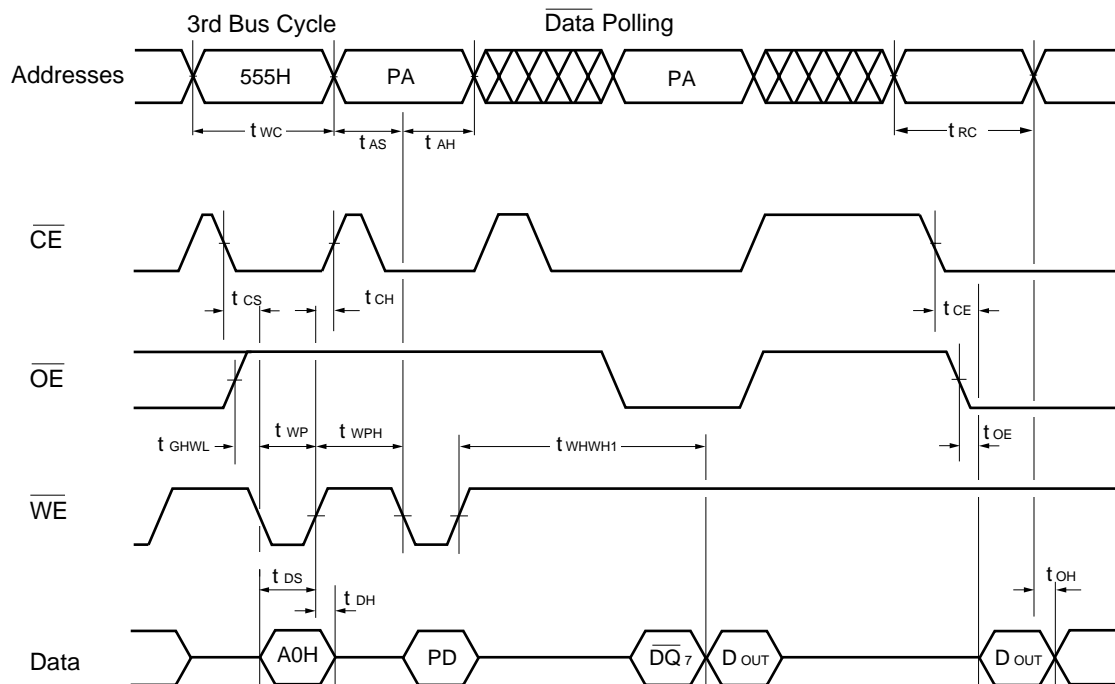 3rd Bus Cycle Data Polling
Addresses 555H PA PA
t WC t AS t AH t RC
CE
t CS t CH t CE
OE
t GHWL t WP t WPH t WHWH1 t OE
WE
t DS t DH t OH
Data A0H PD DQ 7 D OUT D OUT